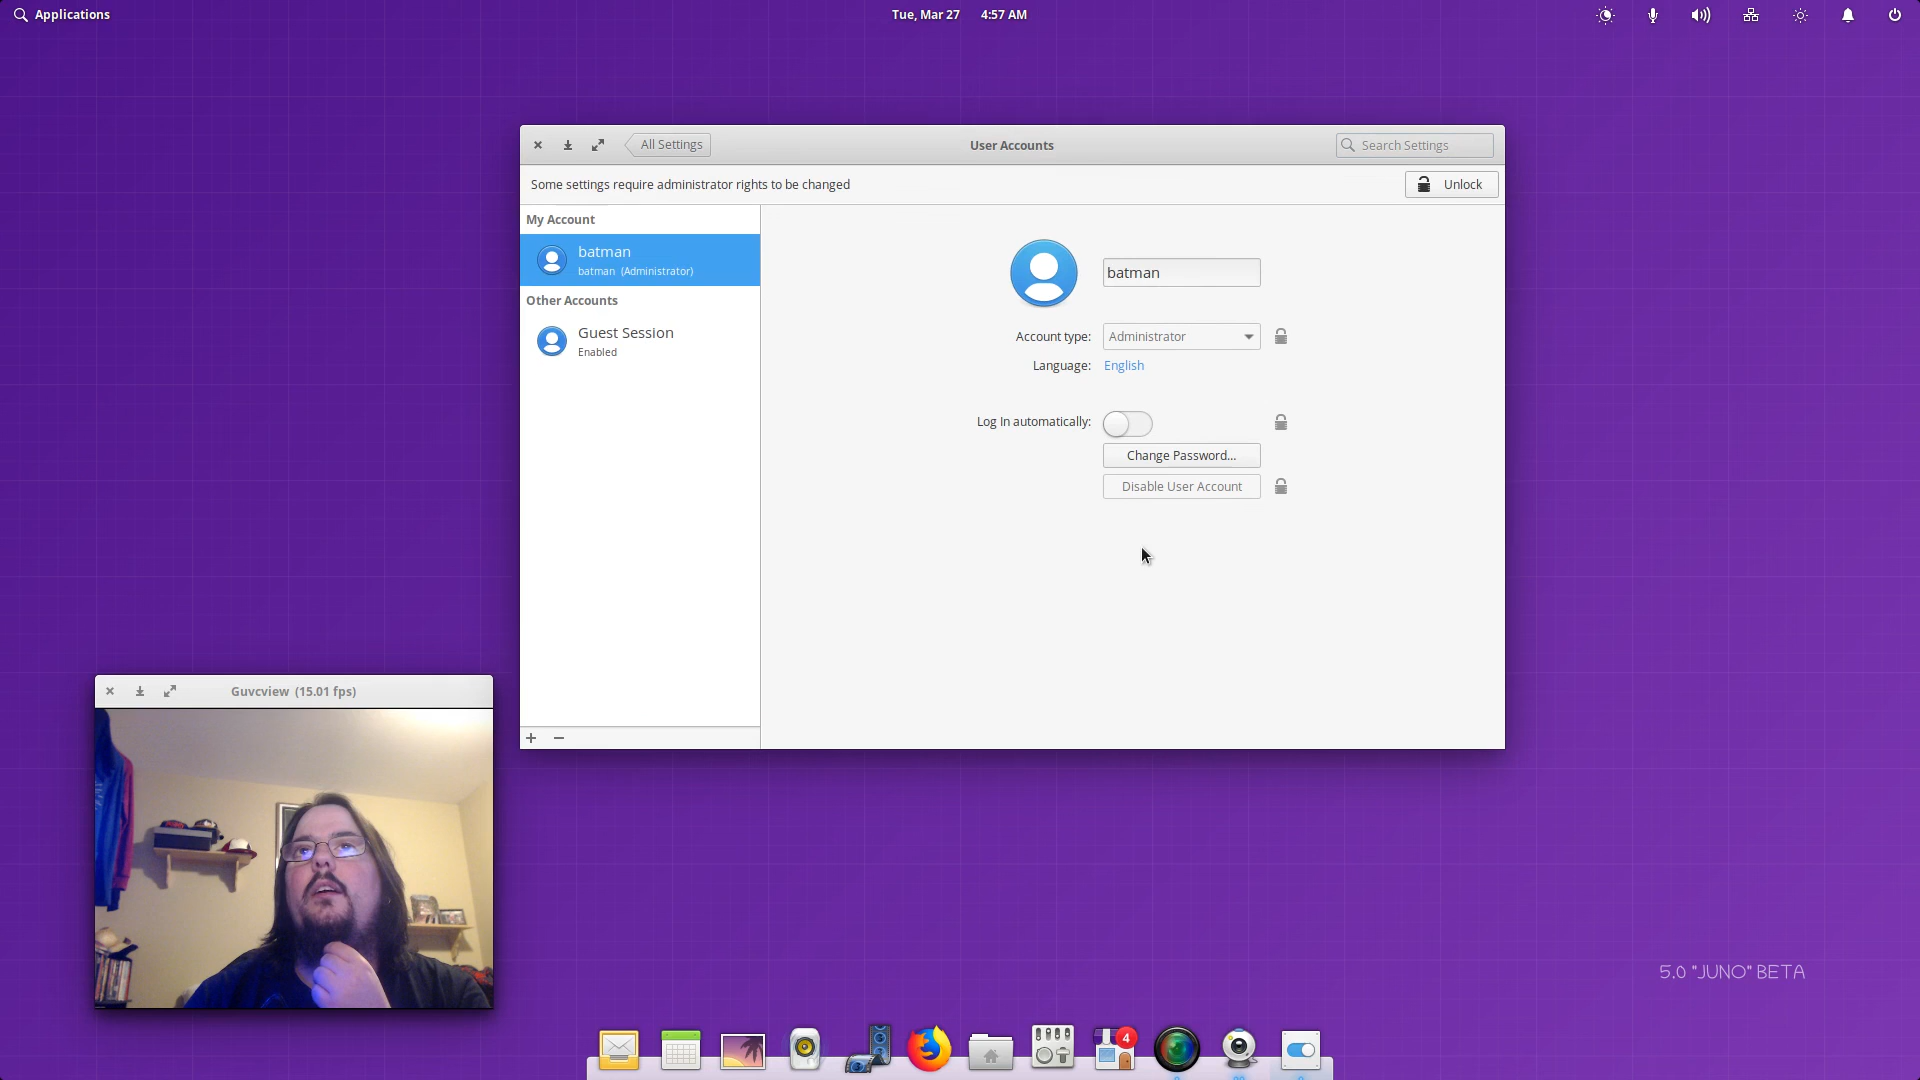 Applications
Tue, Mar 27 4:57 AM
All Settings
User Accounts
Search Settings
Some settings require administrator rights to be changed
Unlock
My Account
batman
batman (Administrator)
Other Accounts
Guest Session
Enabled
batman
Account type: Administrator
Language: English
Log In automatically:
Change Password...
Disable User Account
+ −
Guvcview (15.01 fps)
5.0 "JUNO" BETA
4